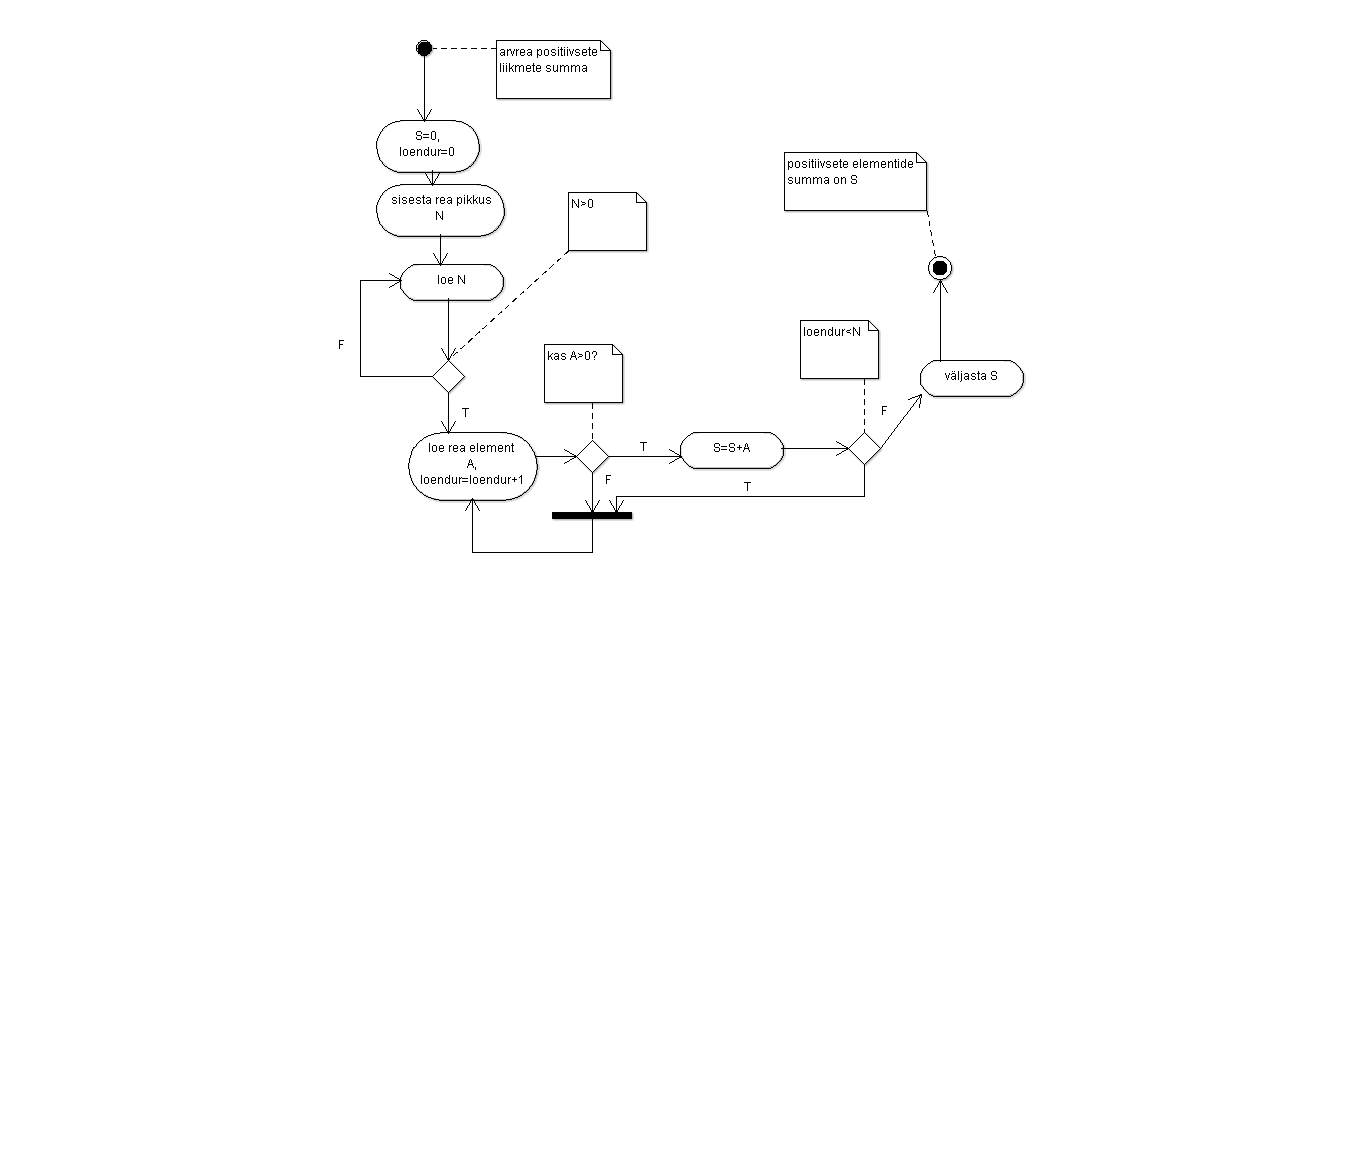 arvrea positiivsete
liikmete summa
S=0,
loendur=0
sisesta rea pikkus
N
N>0
loe N
F
T
loe rea element
A,
loendur=loendur+1
kas A>0?
T
F
S=S+A
loendur<N
T
F
väljasta S
positiivsete elementide
summa on S